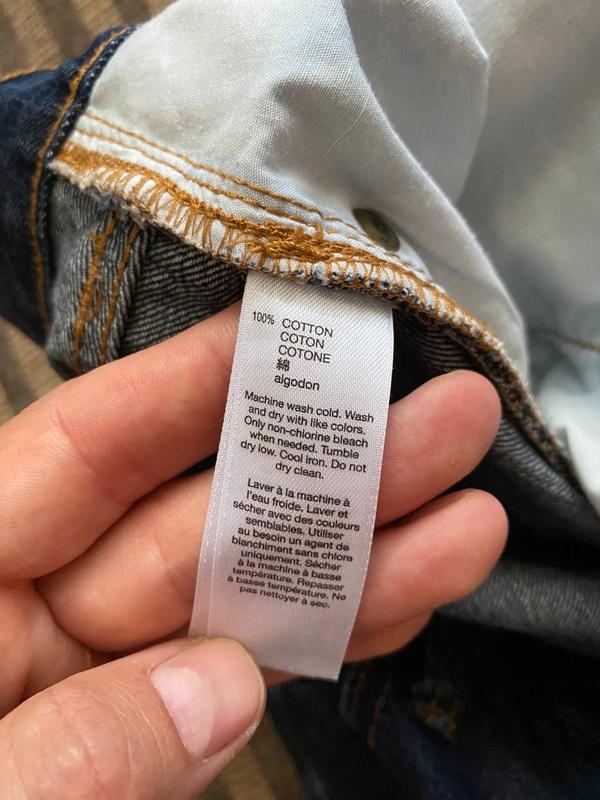 100% COTTON
COTON
COTONE
綿
algodon
Machine wash cold. Wash
and dry with like colors.
Only non-chlorine bleach
when needed. Tumble
dry low. Cool iron. Do not
dry clean.
Laver à la machine à
l'eau froide. Laver et
sécher avec des couleurs
semblables. Utiliser
au besoin un agent de
blanchiment sans chlore
uniquement. Sécher
à la machine à basse
température. Repasser
à basse température. Ne
pas nettoyer à sec.